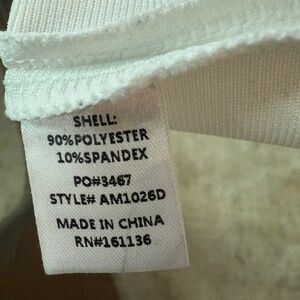 SHELL:
90%POLYESTER
10%SPANDEX
PO#3467
STYLE# AM1026D
MADE IN CHINA
RN#161136